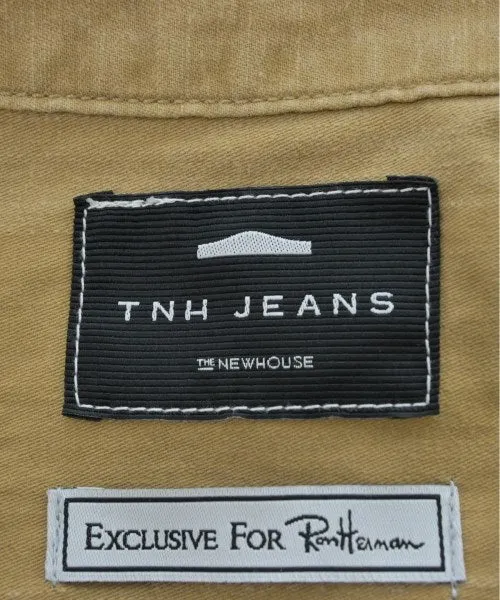 TNH JEANS
THE NEWHOUSE
EXCLUSIVE FOR Ron Herman